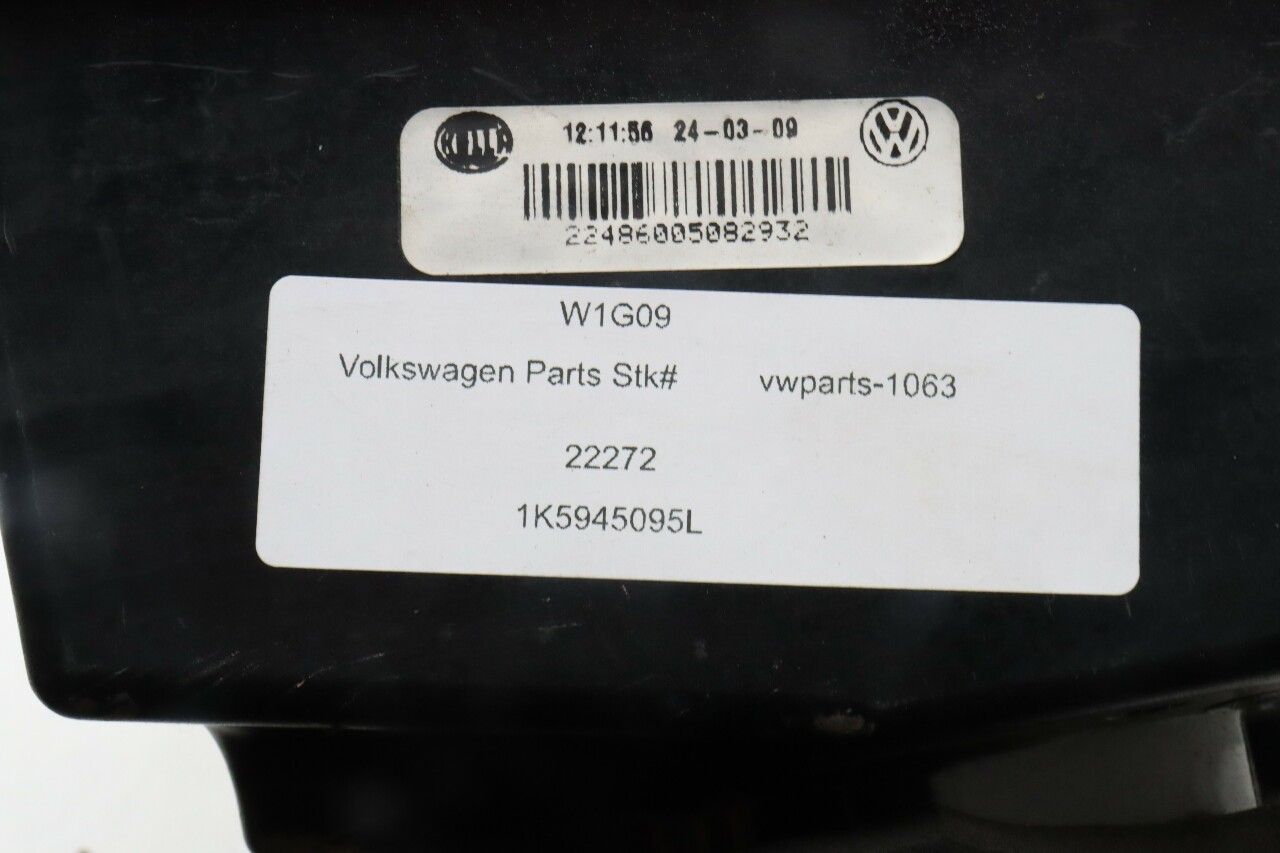 12:11:56 24-03-09
22486005082932
W1G09
Volkswagen Parts Stk# vwparts-1063
22272
1K5945095L